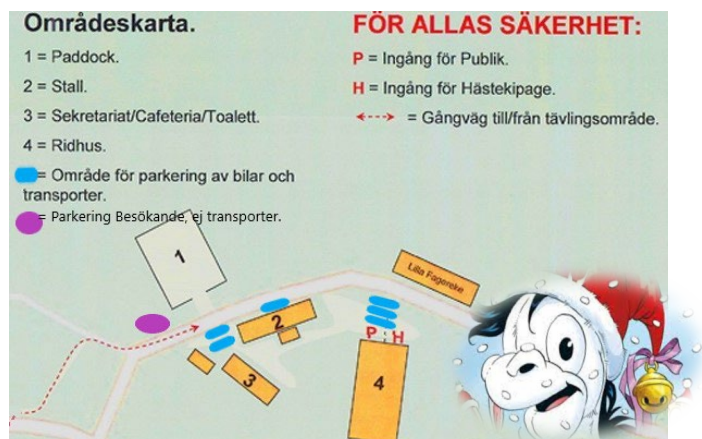 Områdeskarta.
1 = Paddock.
2 = Stall.
3 = Sekretariat/Cafeteria/Toalett.
4 = Ridhus.
= Område för parkering av bilar och
transporter.
= Parkering Besökande, ej transporter.
FÖR ALLAS SÄKERHET:
P = Ingång för Publik.
H = Ingång för Hästekipage.
= Gångväg till/från tävlingsområde.
1
Lilla Fagereke
2
P H
3
4